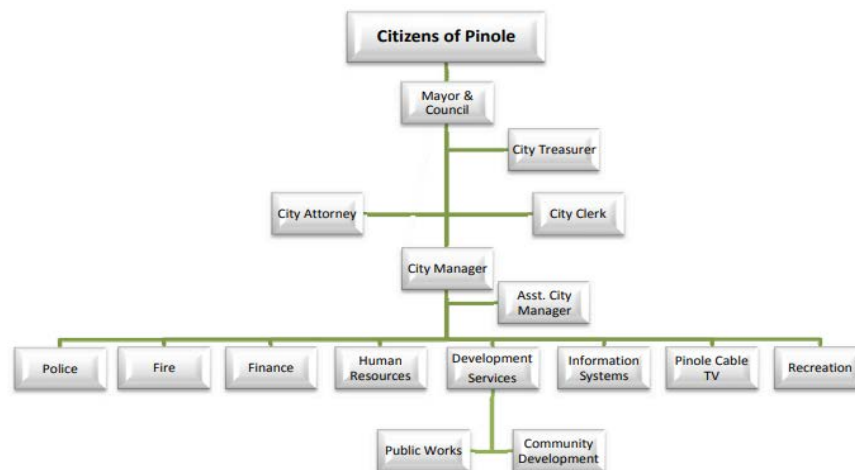 Citizens of Pinole
Mayor &
Council
City Treasurer
City Attorney
City Clerk
City Manager
Asst. City
Manager
Police
Fire
Finance
Human
Resources
Development
Services
Information
Systems
Pinole Cable
TV
Recreation
Public Works
Community
Development